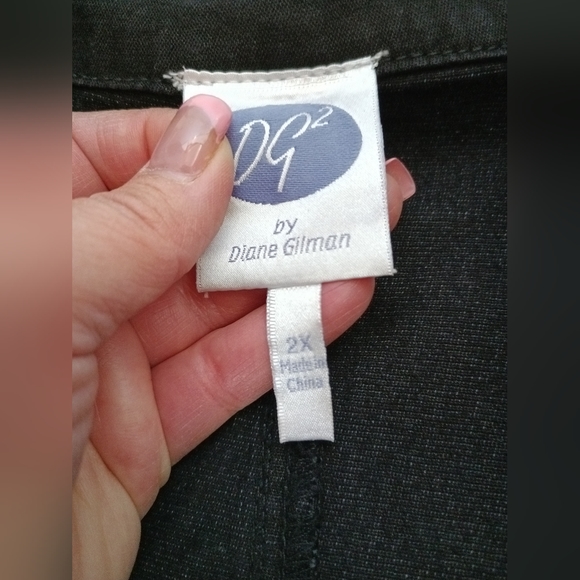 DG2
by
Diane Gilman
2X
Made in
China